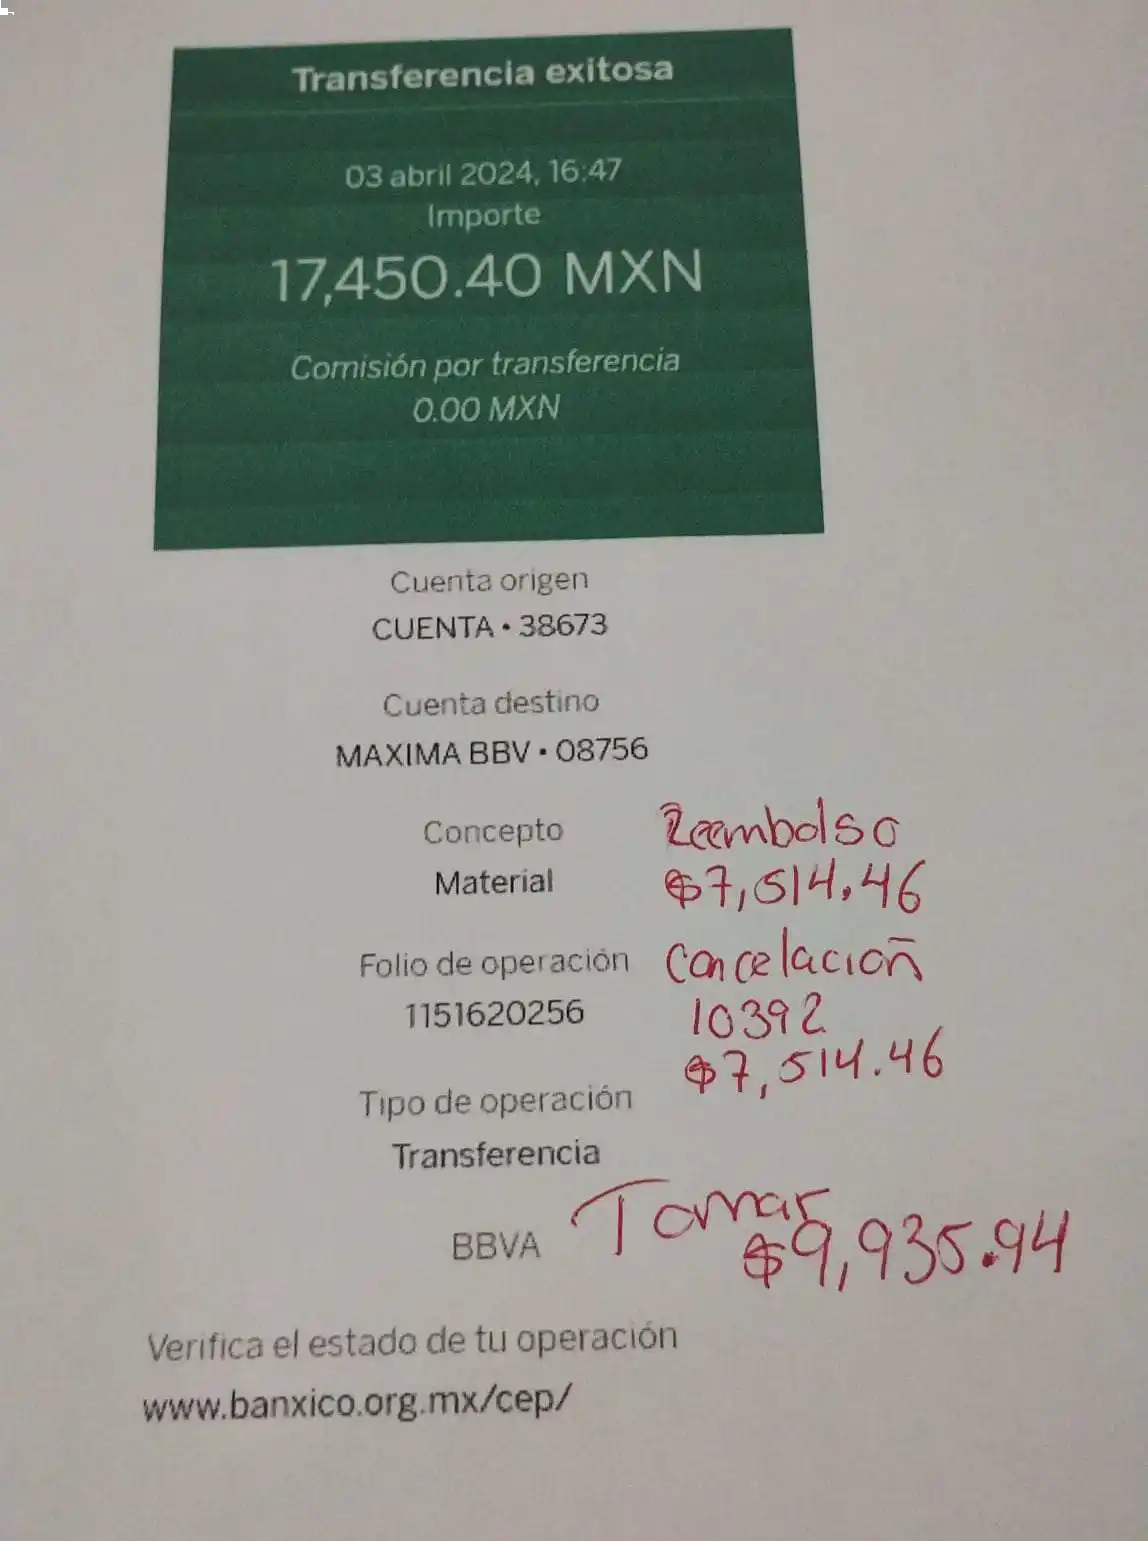 Transferencia exitosa
03 abril 2024, 16:47
Importe
17,450.40 MXN
Comisión por transferencia
0.00 MXN
Cuenta origen
CUENTA • 38673
Cuenta destino
MAXIMA BBV • 08756
Concepto
Material
Reembolso
$7,514.46
Folio de operación
1151620256
Cancelación
10392
$7,514.46
Tipo de operación
Transferencia
BBVA
Tomar
$9,935.94
Verifica el estado de tu operación
www.banxico.org.mx/cep/